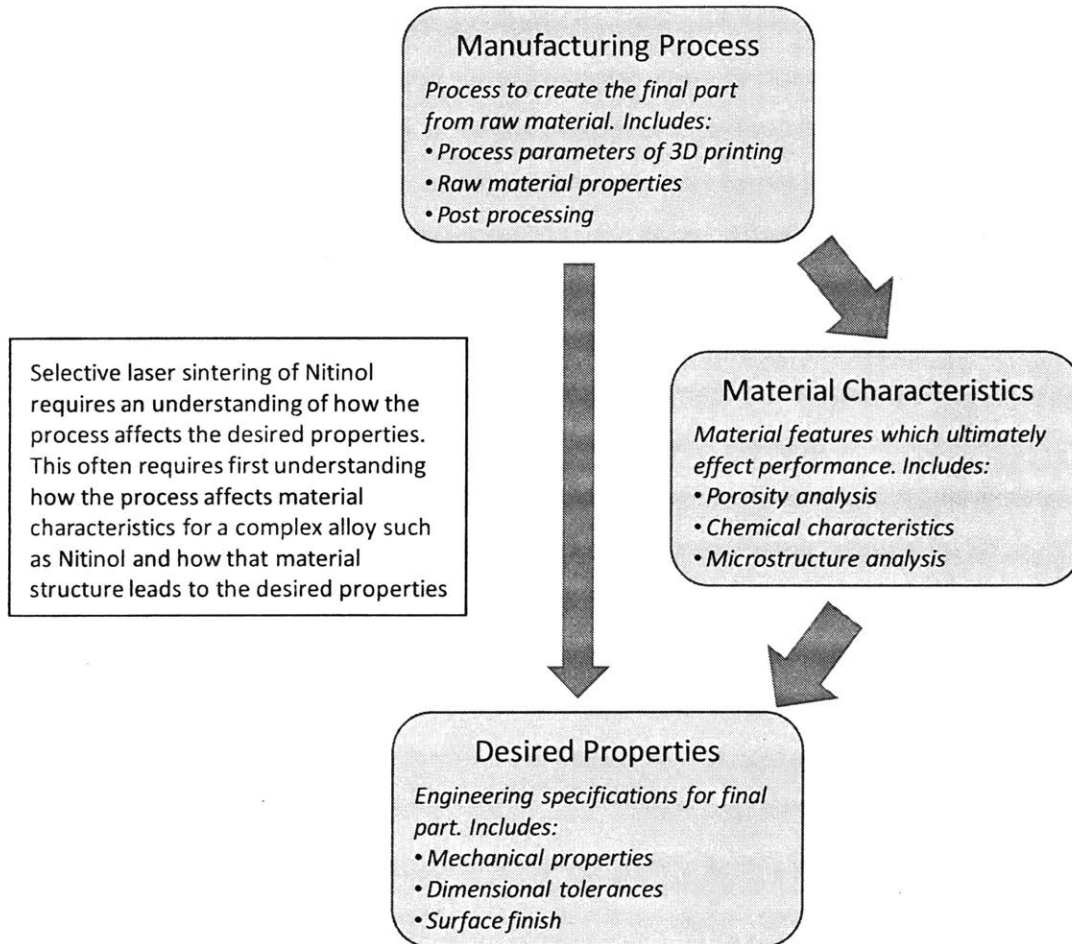 Manufacturing Process
Process to create the final part
from raw material. Includes:
• Process parameters of 3D printing
• Raw material properties
• Post processing
Selective laser sintering of Nitinol
requires an understanding of how the
process affects the desired properties.
This often requires first understanding
how the process affects material
characteristics for a complex alloy such
as Nitinol and how that material
structure leads to the desired properties
Material Characteristics
Material features which ultimately
effect performance. Includes:
• Porosity analysis
• Chemical characteristics
• Microstructure analysis
Desired Properties
Engineering specifications for final
part. Includes:
• Mechanical properties
• Dimensional tolerances
• Surface finish